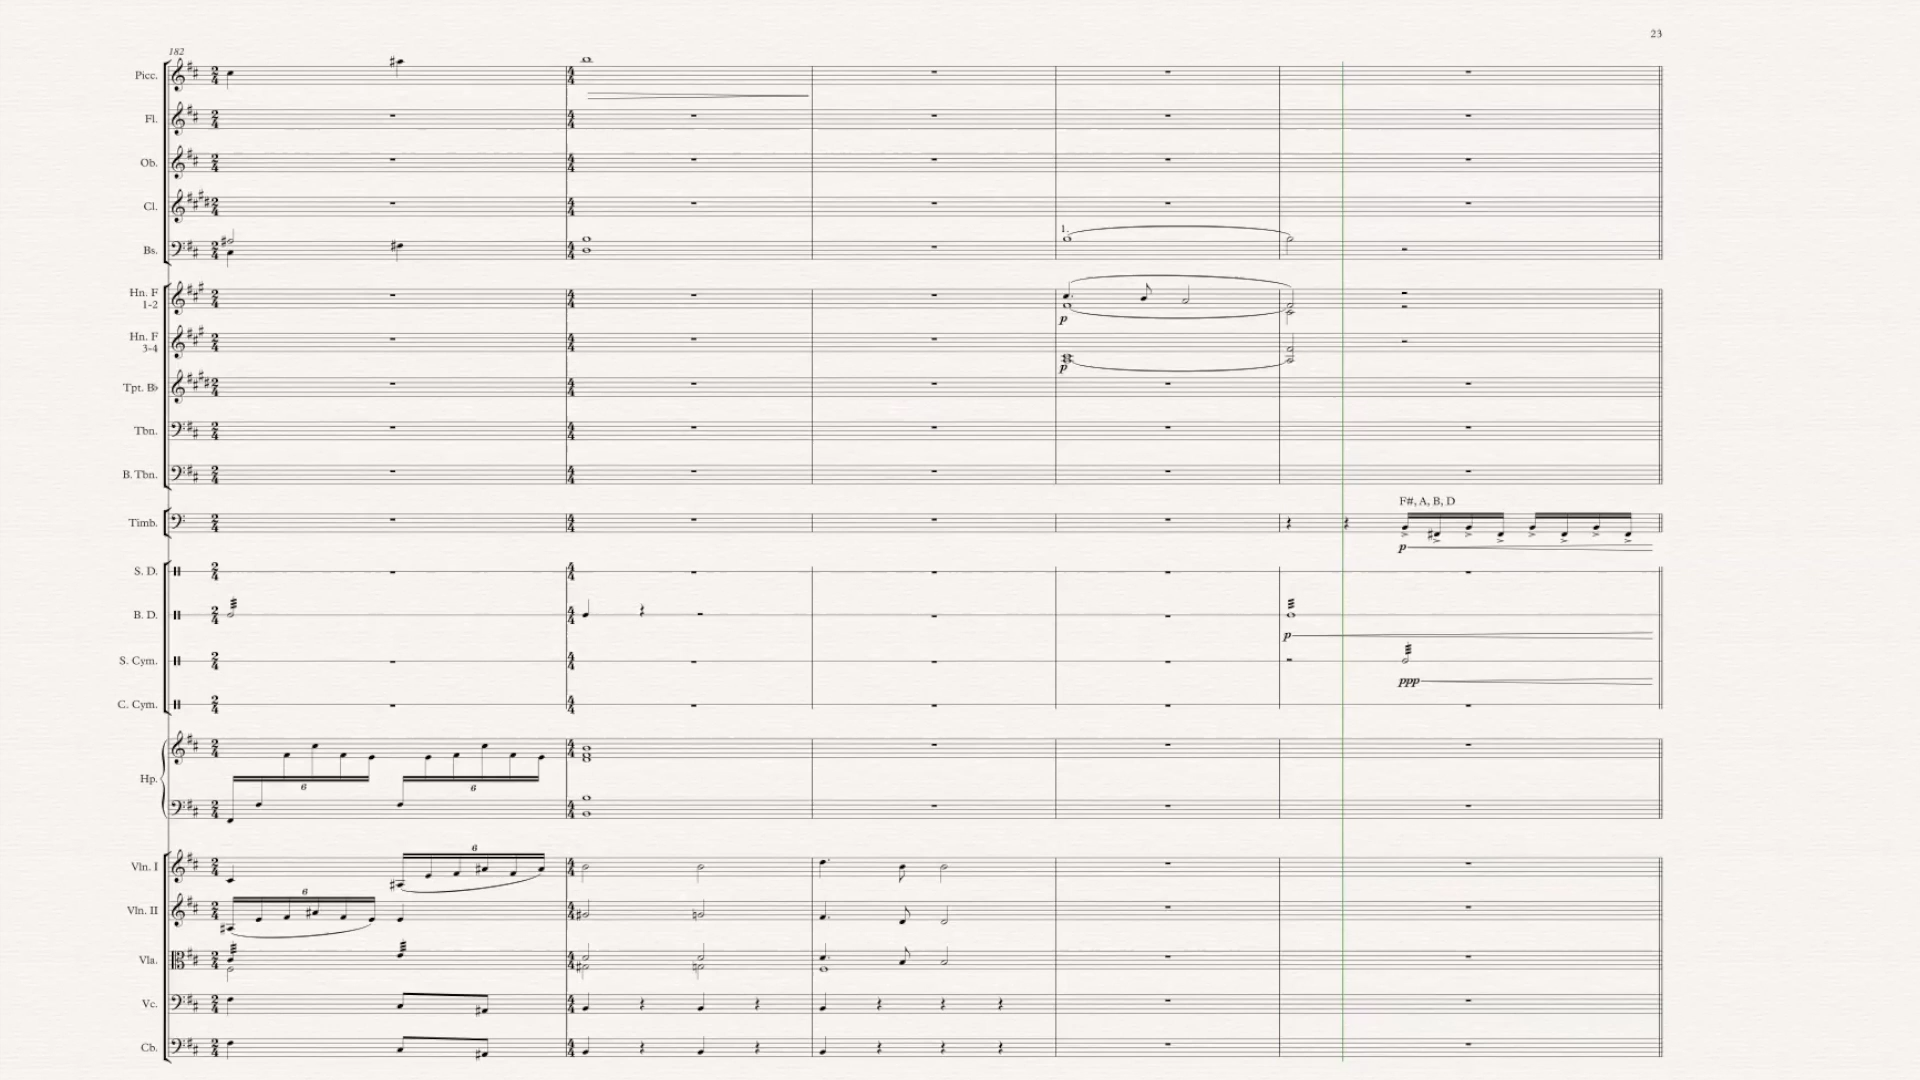 23
182
Picc.
Fl.
Ob.
Cl.
Bs.
1.
Hn. F
1-2
p
Hn. F
3-4
p
Tpt. B♭
Tbn.
B. Tbn.
F#, A, B, D
Timb.
p
S. D.
B. D.
p
S. Cym.
ppp
C. Cym.
Hp.
6
6
6
Vln. I
6
Vln. II
Vla.
Vc.
Cb.